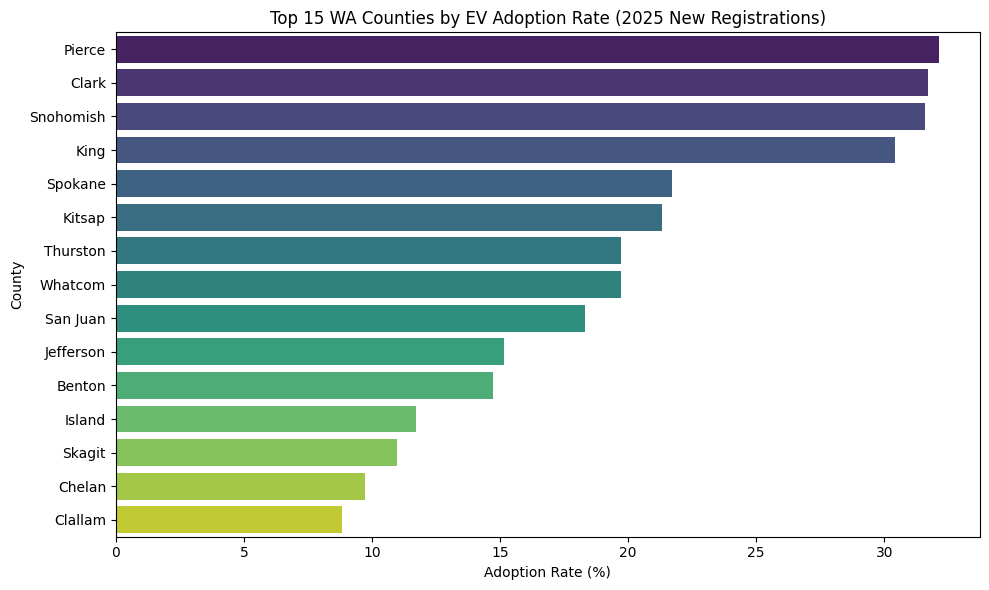 Top 15 WA Counties by EV Adoption Rate (2025 New Registrations)
County
Pierce
Clark
Snohomish
King
Spokane
Kitsap
Thurston
Whatcom
San Juan
Jefferson
Benton
Island
Skagit
Chelan
Clallam
0 5 10 15 20 25 30
Adoption Rate (%)